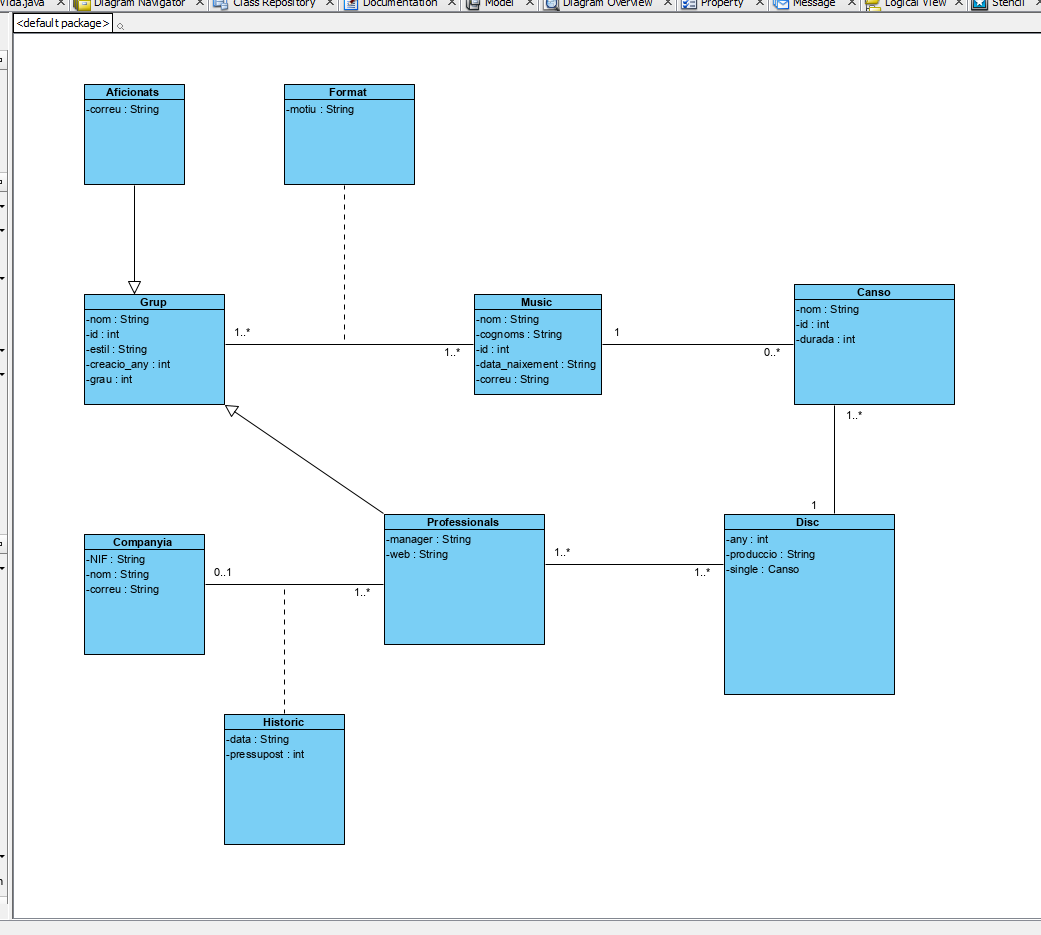 Vida.java
Diagram Navigator
Class Repository
Documentation
Model
Diagram Overview
Property
Message
Logical View
Stencil
<default package>
Aficionats
-correu : String
Format
-motiu : String
Grup
-nom : String
-id : int
-estil : String
-creacio_any : int
-grau : int
1..*
1..*
Music
-nom : String
-cognoms : String
-id : int
-data_naixement : String
-correu : String
1
0..*
Canso
-nom : String
-id : int
-durada : int
1..*
1
Companyia
-NIF : String
-nom : String
-correu : String
0..1
1..*
Professionals
-manager : String
-web : String
1..*
1..*
Disc
-any : int
-produccio : String
-single : Canso
Historic
-data : String
-pressupost : int